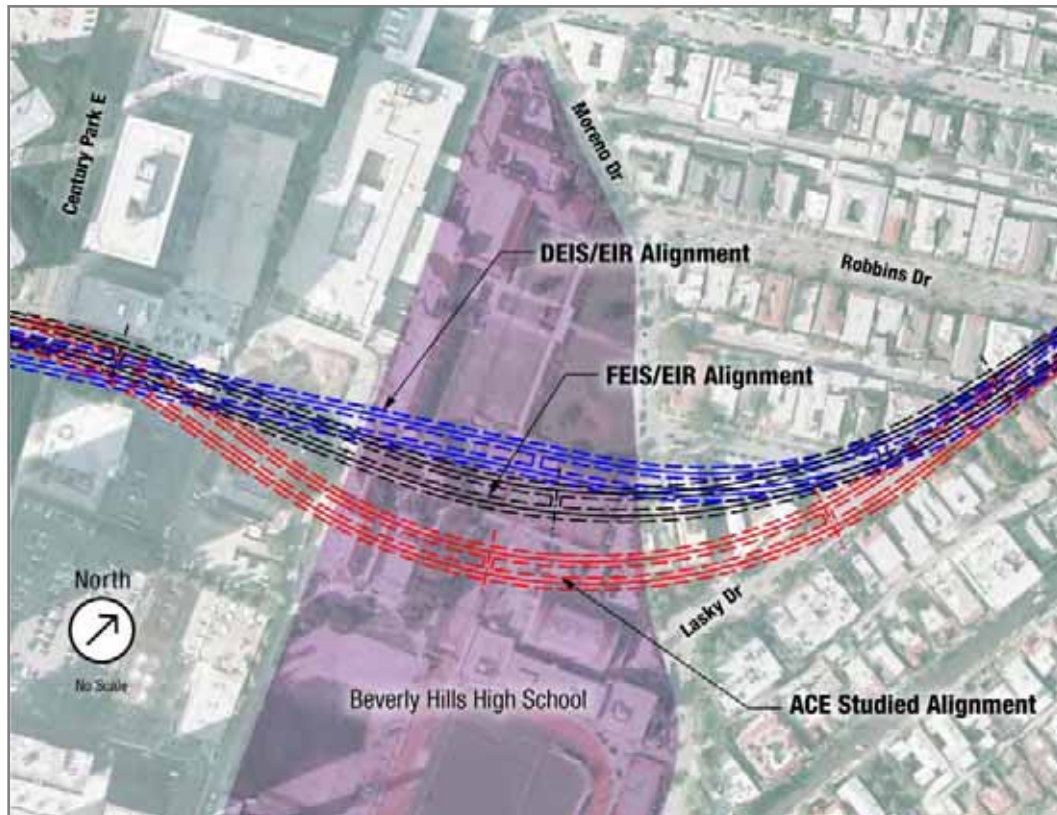 Century Park E
Moreno Dr
DEIS/EIR Alignment
Robbins Dr
FEIS/EIR Alignment
North
No Scale
Lasky Dr
Beverly Hills High School
ACE Studied Alignment